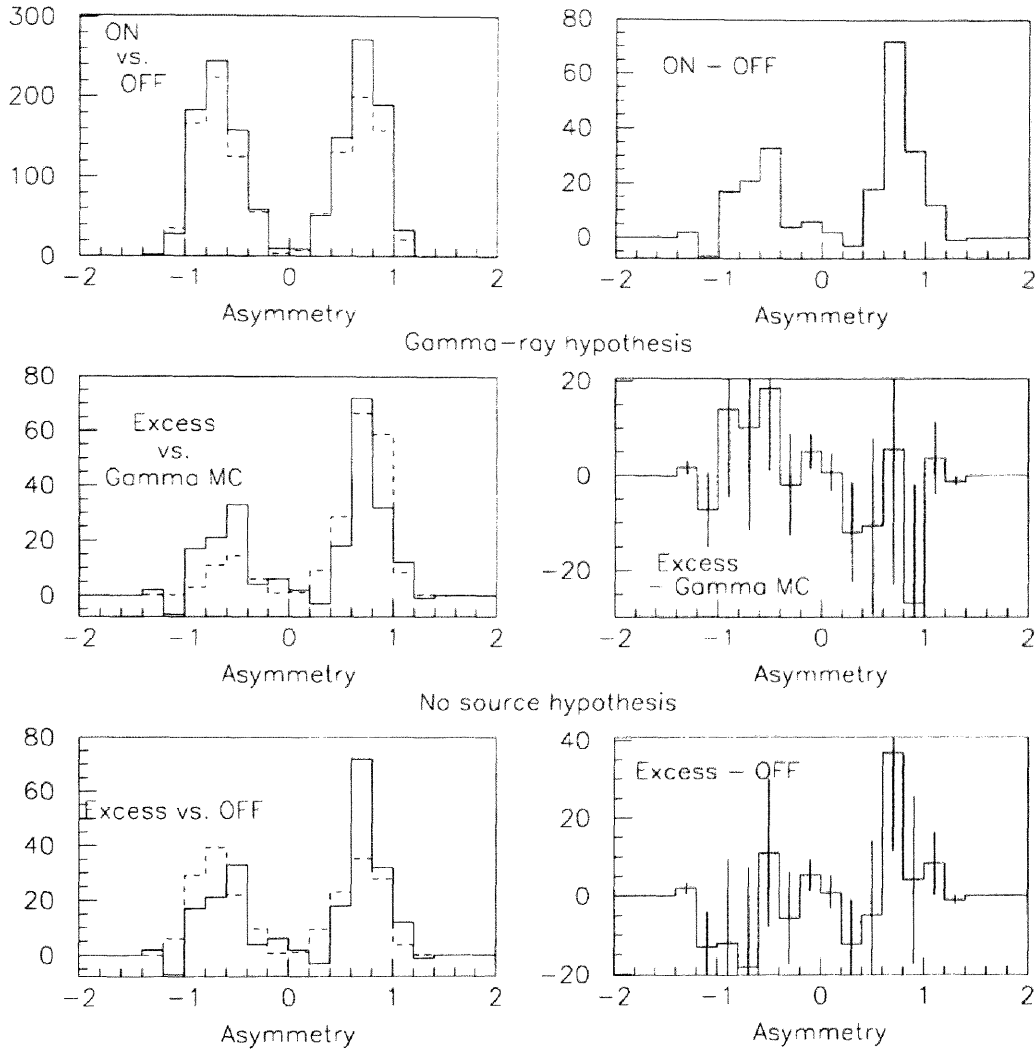 300
200
100
0
ON
vs.
OFF
-2
-1
0
1
2
Asymmetry
80
60
40
20
0
ON - OFF
-2
-1
0
1
2
Asymmetry
Gamma-ray hypothesis
80
60
40
20
0
Excess
vs.
Gamma MC
-2
-1
0
1
2
Asymmetry
20
0
-20
Excess
- Gamma MC
-2
-1
0
1
2
Asymmetry
No source hypothesis
80
60
40
20
0
Excess vs. OFF
-2
-1
0
1
2
Asymmetry
40
20
0
-20
Excess - OFF
-2
-1
0
1
2
Asymmetry